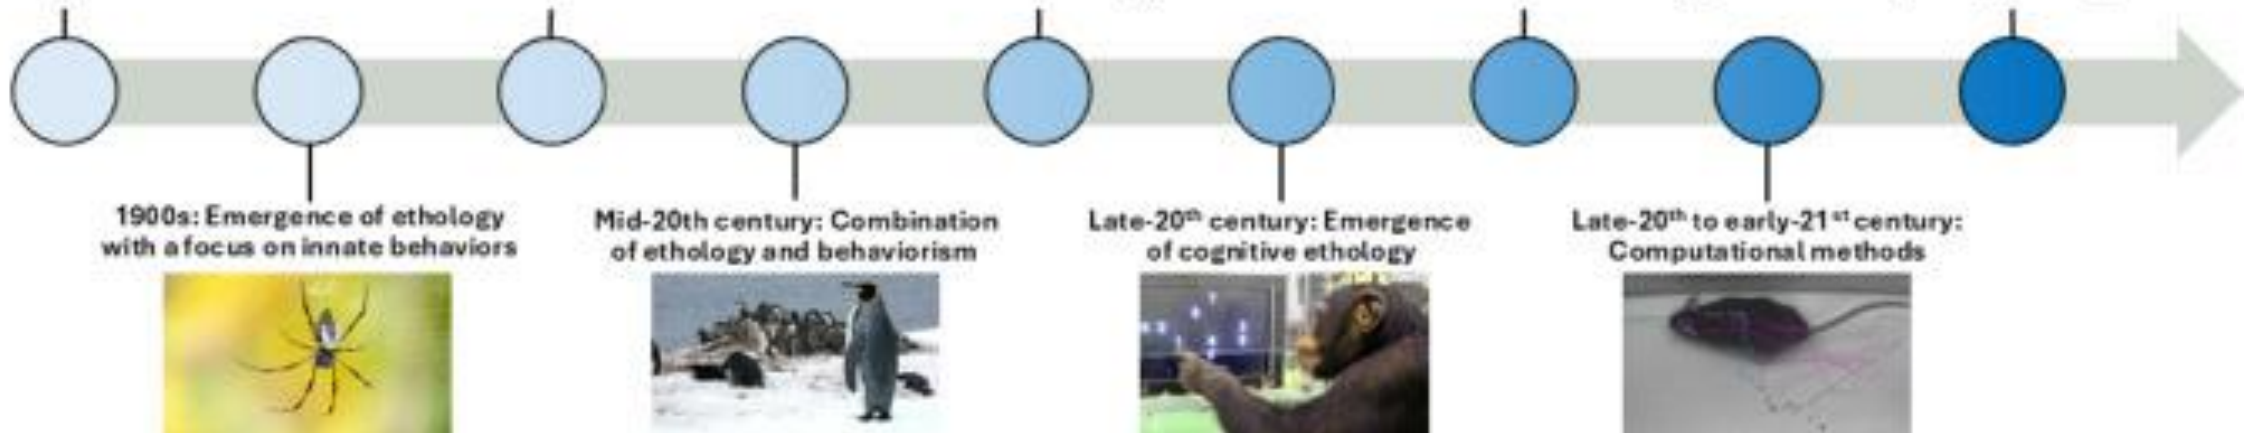 1900s: Emergence of ethology
with a focus on innate behaviors
Mid-20th century: Combination
of ethology and behaviorism
Late-20th century: Emergence
of cognitive ethology
Late-20th to early-21st century:
Computational methods